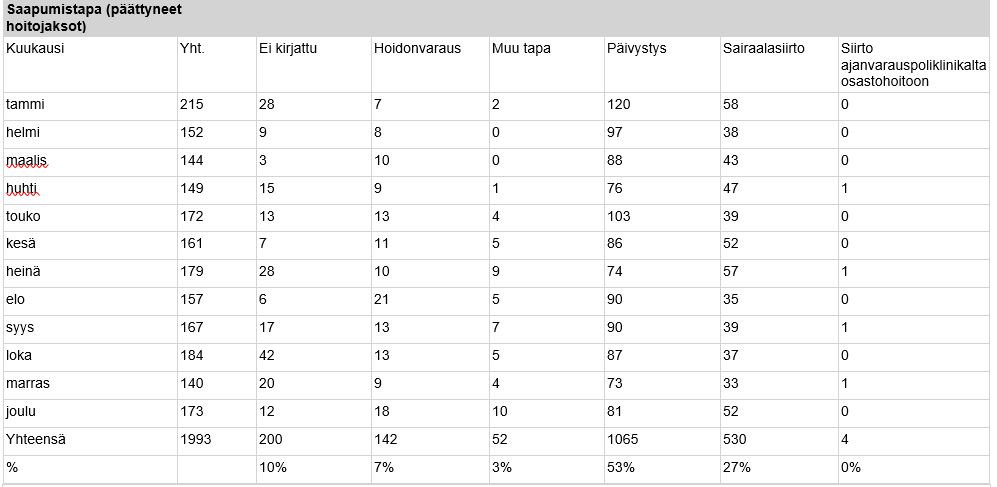 Saapumistapa (päättyneet
hoitojaksot)
Kuukausi Yht. Ei kirjattu Hoidonvaraus Muu tapa Päivystys Sairaalasiirto Siirto
ajanvarauspoliklinikalta
osastohoitoon
tammi 215 28 7 2 120 58 0
helmi 152 9 8 0 97 38 0
maalis 144 3 10 0 88 43 0
huhti 149 15 9 1 76 47 1
touko 172 13 13 4 103 39 0
kesä 161 7 11 5 86 52 0
heinä 179 28 10 9 74 57 1
elo 157 6 21 5 90 35 0
syys 167 17 13 7 90 39 1
loka 184 42 13 5 87 37 0
marras 140 20 9 4 73 33 1
joulu 173 12 18 10 81 52 0
Yhteensä 1993 200 142 52 1065 530 4
% 10% 7% 3% 53% 27% 0%